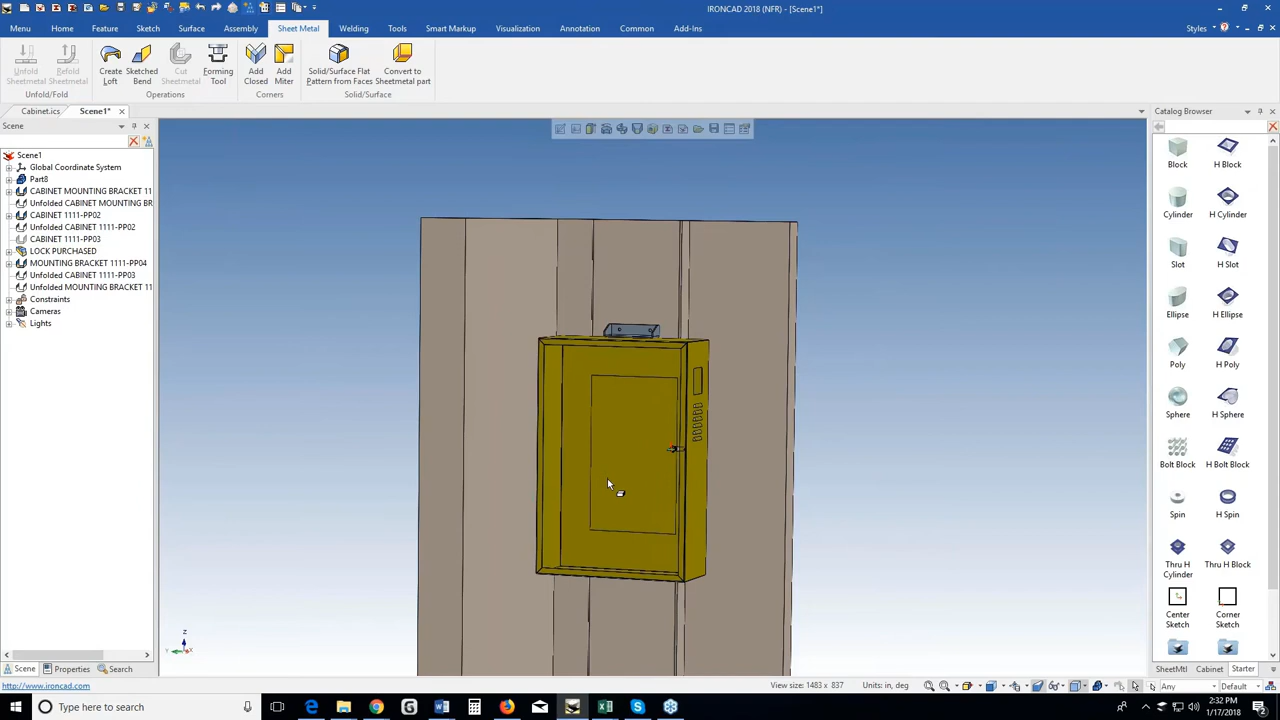 IRONCAD 2018 (NFR) - [Scene1*]
Menu Home Feature Sketch Surface Assembly Sheet Metal Welding Tools Smart Markup Visualization Annotation Common Add-Ins Styles
Unfold Sheetmetal Refold Sheetmetal Create Loft Sketched Bend Cut Sheetmetal Forming Tool Add Closed Add Miter Solid/Surface Flat Pattern from Faces Convert to Sheetmetal part
Unfold/Fold Operations Corners Solid/Surface
Cabinet.ics Scene1*
Scene
Catalog Browser
Scene1
Global Coordinate System
Part8
CABINET MOUNTING BRACKET 11
Unfolded CABINET MOUNTING BR
CABINET 1111-PP02
Unfolded CABINET 1111-PP02
CABINET 1111-PP03
LOCK PURCHASED
MOUNTING BRACKET 1111-PP04
Unfolded CABINET 1111-PP03
Unfolded MOUNTING BRACKET 11
Constraints
Cameras
Lights
Block H Block
Cylinder H Cylinder
Slot H Slot
Ellipse H Ellipse
Poly H Poly
Sphere H Sphere
Bolt Block H Bolt Block
Spin H Spin
Thru H Cylinder Thru H Block
Center Sketch Corner Sketch
Z
Y X
Scene Properties Search
SheetMtl Cabinet Starter
http://www.ironcad.com
View size: 1483 x 837 Units: in, deg Any Default
Type here to search
2:32 PM
1/17/2018
2